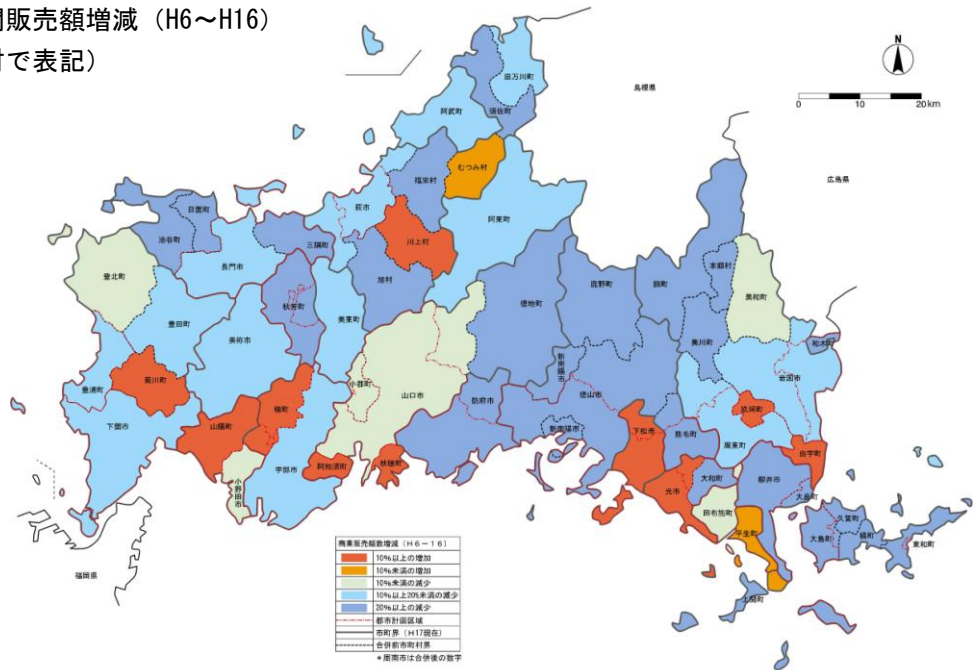 間販売額増減（H6～H16）
村で表記）
N
0 10 20km
島根県
広島県
福岡県
田万川町
須佐町
阿武町
むつみ村
福栄村
萩市
阿東町
川上村
日置町
油谷町
三隅町
長門市
旭村
豊北町
秋芳町
美東町
徳地町
鹿野町
錦町
本郷村
美和町
豊田町
美祢市
美川町
和木町
岩国市
豊浦町
菊川町
小郡町
山口市
防府市
新南陽市
徳山市
玖珂町
下関市
山陽町
楠町
新南陽市
下松市
熊毛町
周東町
由宇町
宇部市
阿知須町
秋穂町
光市
大和町
柳井市
大畠町
小野田市
田布施町
平生町
大島町
久賀町
橘町
東和町
上関町
商業販売額数増減（H6－16）
10%以上の増加
10%未満の増加
10%未満の減少
10%以上20%未満の減少
20%以上の減少
都市計画区域
市町界（H17現在）
合併前市町村界
＊周南市は合併後の数字